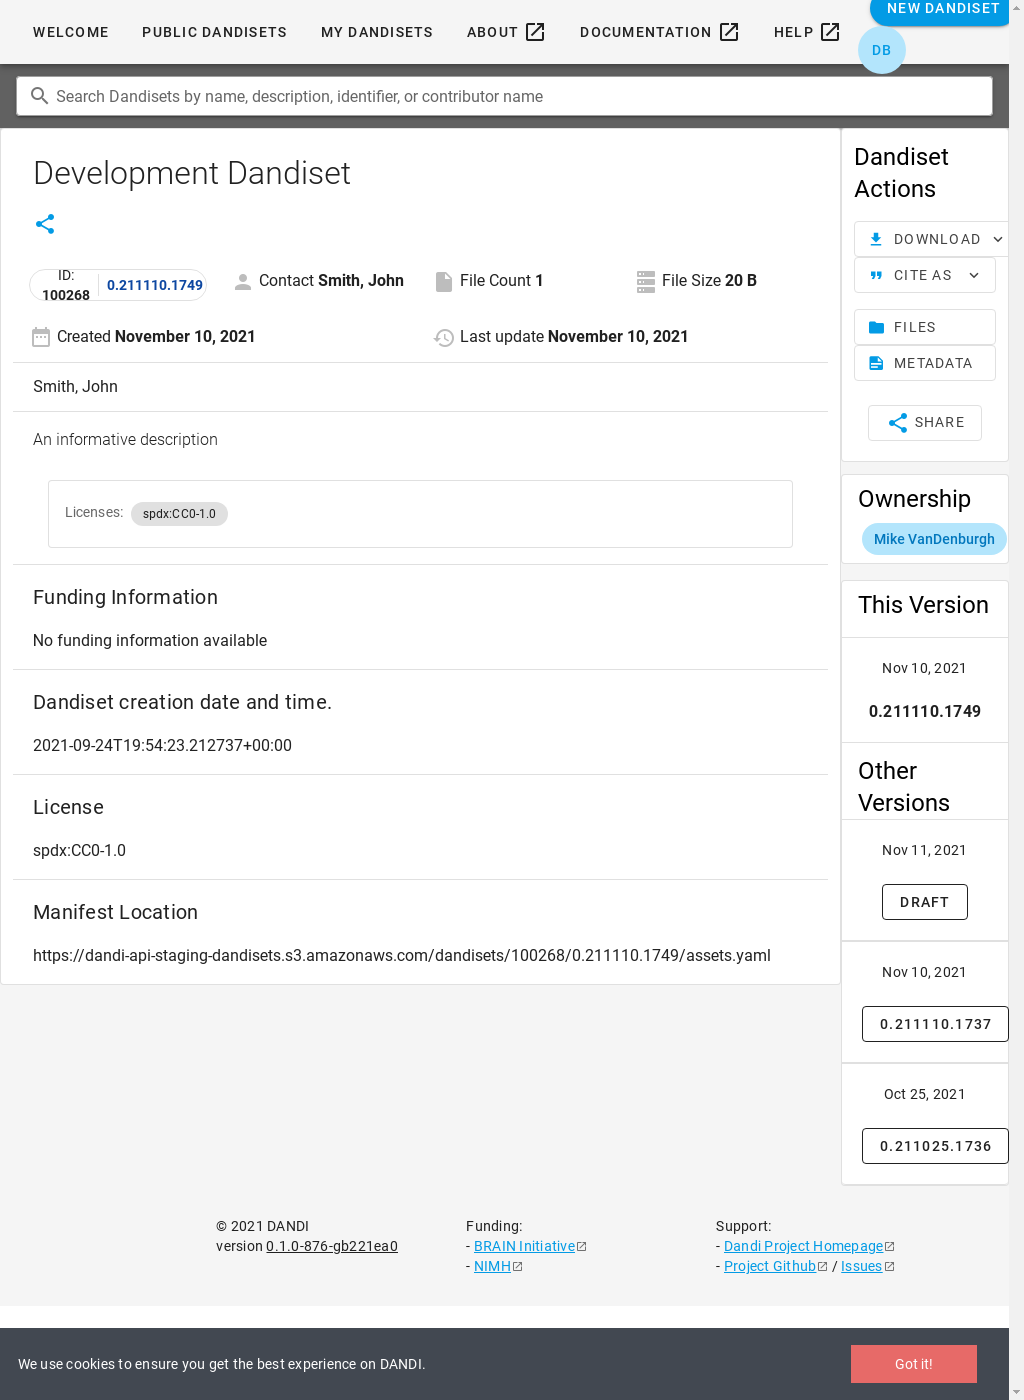 WELCOME
PUBLIC DANDISETS
MY DANDISETS
ABOUT
DOCUMENTATION
HELP
NEW DANDISET
DB
Search Dandisets by name, description, identifier, or contributor name
Development Dandiset
ID: 100268
0.211110.1749
Contact Smith, John
File Count 1
File Size 20 B
Created November 10, 2021
Last update November 10, 2021
Smith, John
An informative description
Licenses: spdx:CC0-1.0
Funding Information
No funding information available
Dandiset creation date and time.
2021-09-24T19:54:23.212737+00:00
License
spdx:CC0-1.0
Manifest Location
https://dandi-api-staging-dandisets.s3.amazonaws.com/dandisets/100268/0.211110.1749/assets.yaml
Dandiset
Actions
DOWNLOAD
CITE AS
FILES
METADATA
SHARE
Ownership
Mike VanDenburgh
This Version
Nov 10, 2021
0.211110.1749
Other
Versions
Nov 11, 2021
DRAFT
Nov 10, 2021
0.211110.1737
Oct 25, 2021
0.211025.1736
© 2021 DANDI
version 0.1.0-876-gb221ea0
Funding:
- BRAIN Initiative
- NIMH
Support:
- Dandi Project Homepage
- Project Github / Issues
We use cookies to ensure you get the best experience on DANDI.
Got it!